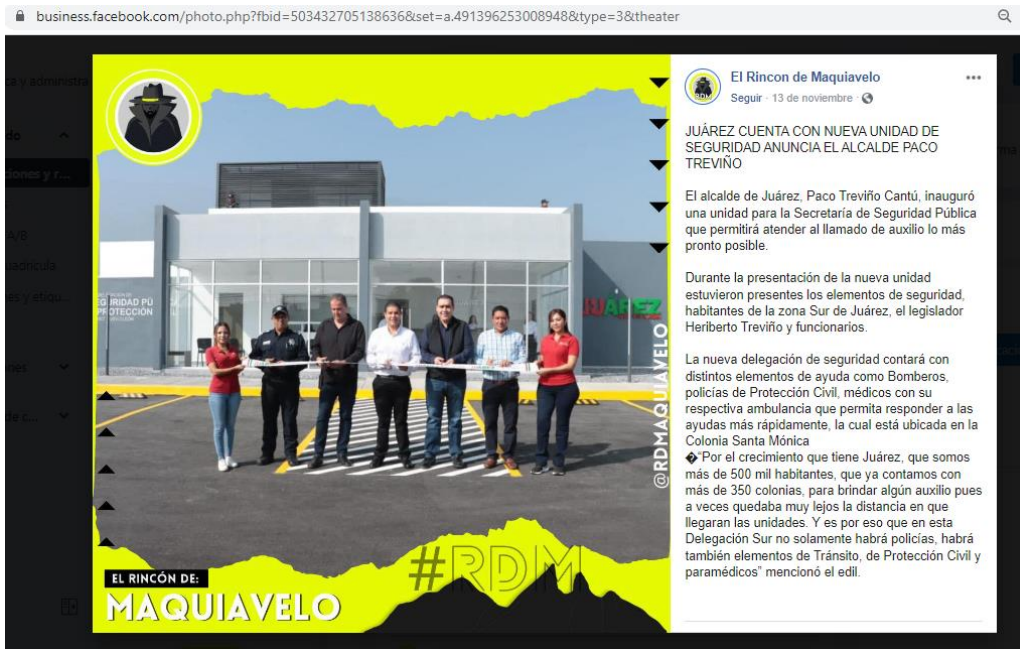 business.facebook.com/photo.php?fbid=503432705138636&set=a.491396253008948&type=3&theater
El Rincon de Maquiavelo
Seguir · 13 de noviembre ·
JUÁREZ CUENTA CON NUEVA UNIDAD DE
SEGURIDAD ANUNCIA EL ALCALDE PACO
TREVIÑO
El alcalde de Juárez, Paco Treviño Cantú, inauguró
una unidad para la Secretaría de Seguridad Pública
que permitirá atender al llamado de auxilio lo más
pronto posible.
Durante la presentación de la nueva unidad
estuvieron presentes los elementos de seguridad,
habitantes de la zona Sur de Juárez, el legislador
Heriberto Treviño y funcionarios.
La nueva delegación de seguridad contará con
distintos elementos de ayuda como Bomberos,
policías de Protección Civil, médicos con su
respectiva ambulancia que permita responder a las
ayudas más rápidamente, la cual está ubicada en la
Colonia Santa Mónica
�“Por el crecimiento que tiene Juárez, que somos
más de 500 mil habitantes, que ya contamos con
más de 350 colonias, para brindar algún auxilio pues
a veces quedaba muy lejos la distancia en que
llegaran las unidades. Y es por eso que en esta
Delegación Sur no solamente habrá policías, habrá
también elementos de Tránsito, de Protección Civil y
paramédicos” mencionó el edil.
RIDAD PÚ
PROTECCIÓN
JUÁREZ
@RDMAQUIAVELO
#RDM
EL RINCÓN DE:
MAQUIAVELO
RDM